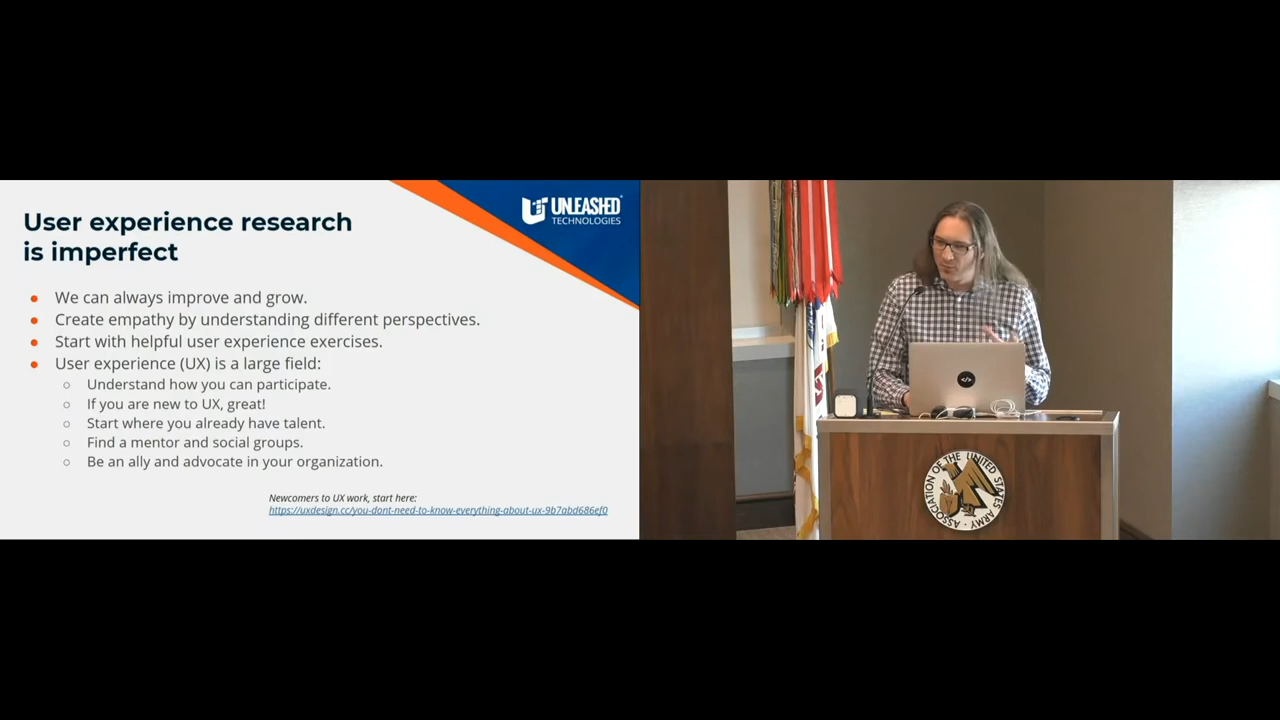 User experience research
is imperfect
UNLEASHED
TECHNOLOGIES
We can always improve and grow.
Create empathy by understanding different perspectives.
Start with helpful user experience exercises.
User experience (UX) is a large field:
Understand how you can participate.
If you are new to UX, great!
Start where you already have talent.
Find a mentor and social groups.
Be an ally and advocate in your organization.
Newcomers to UX work, start here:
https://uxdesign.cc/you-dont-need-to-know-everything-about-ux-9b7abd686ef0
</>
ASSOCIATION OF THE UNITED STATES ARMY